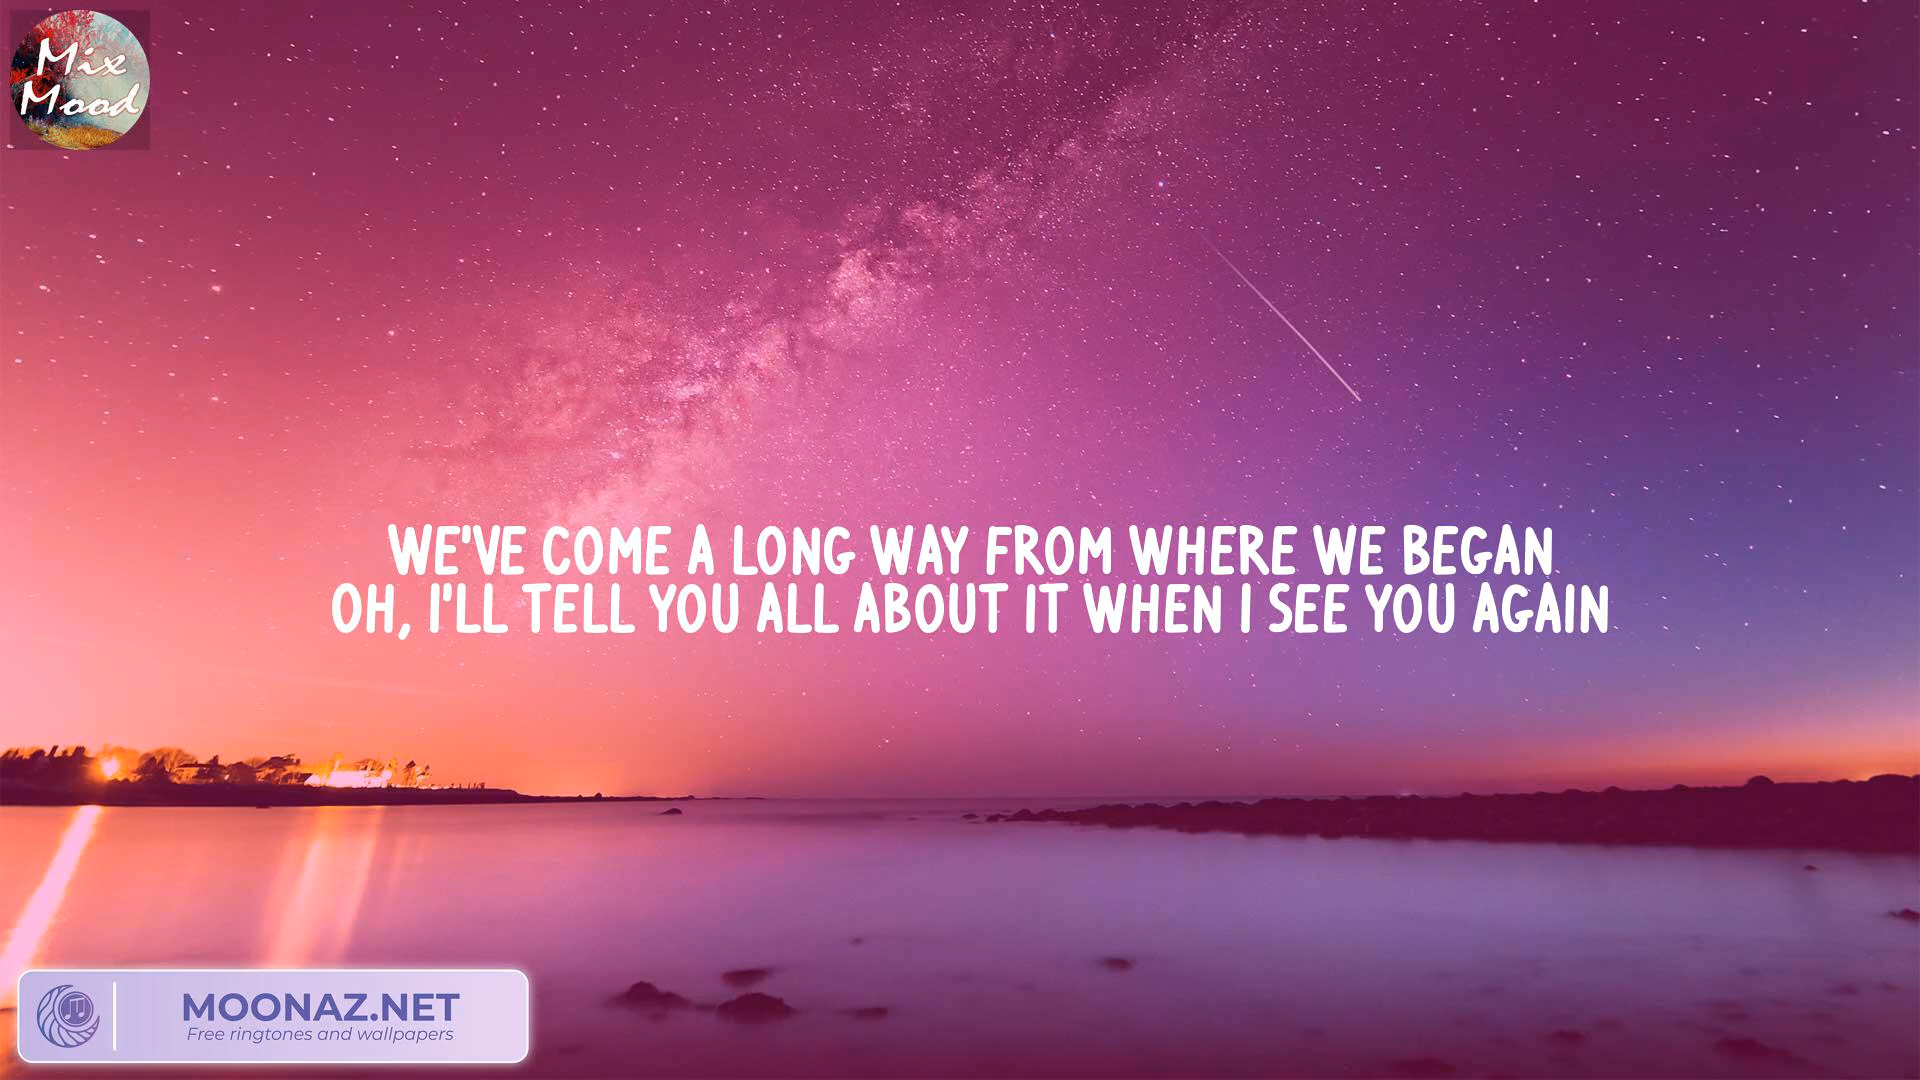 Mix
Mood
WE'VE COME A LONG WAY FROM WHERE WE BEGAN
OH, I'LL TELL YOU ALL ABOUT IT WHEN I SEE YOU AGAIN
MOONAZ.NET
Free ringtones and wallpapers